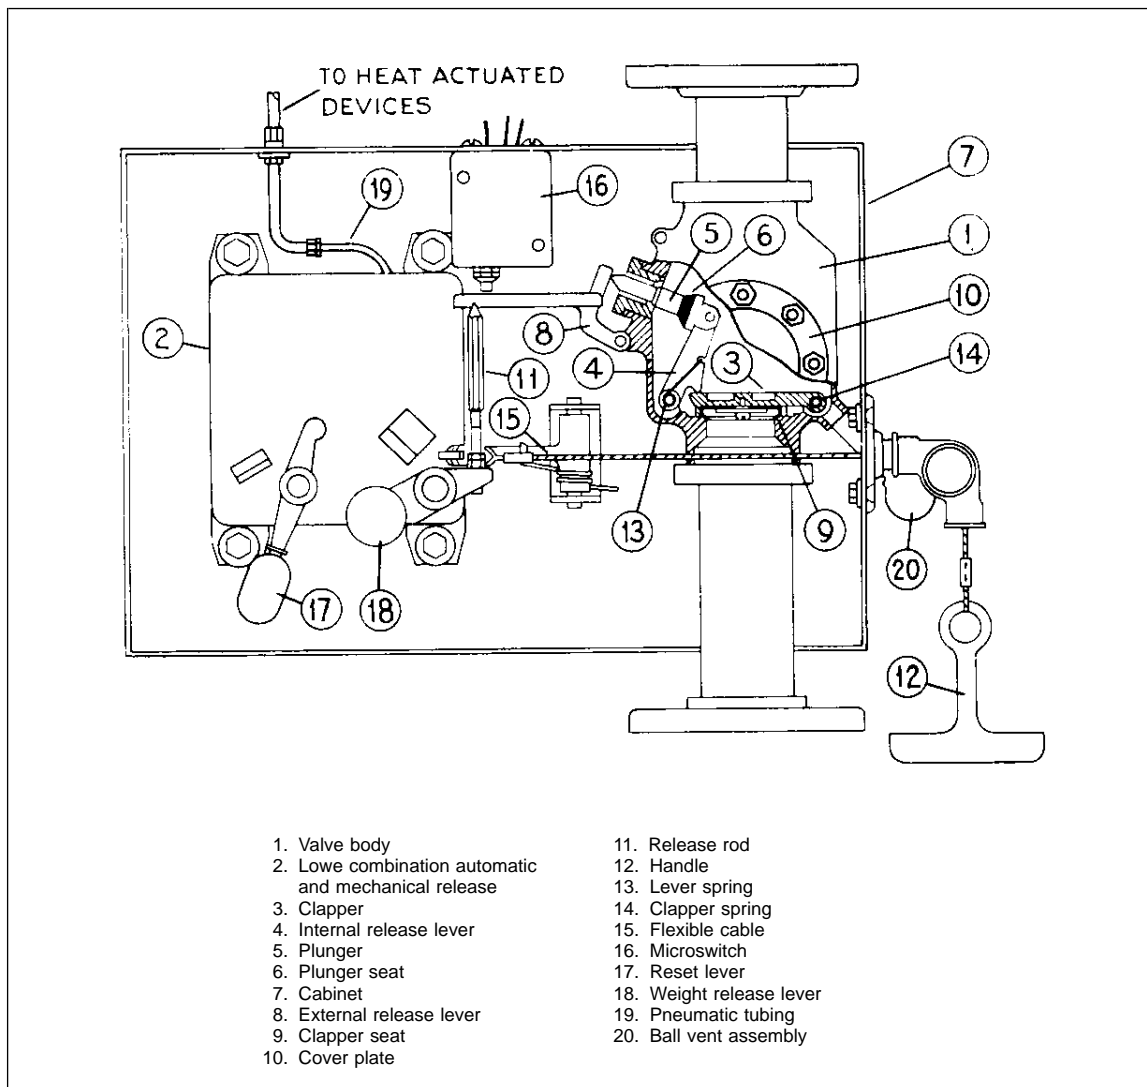 TO HEAT ACTUATED
DEVICES
19
16
7
5
6
1
10
2
8
14
11
4
3
15
13
9
20
17
18
12
1. Valve body
2. Lowe combination automatic
and mechanical release
3. Clapper
4. Internal release lever
5. Plunger
6. Plunger seat
7. Cabinet
8. External release lever
9. Clapper seat
10. Cover plate
11. Release rod
12. Handle
13. Lever spring
14. Clapper spring
15. Flexible cable
16. Microswitch
17. Reset lever
18. Weight release lever
19. Pneumatic tubing
20. Ball vent assembly